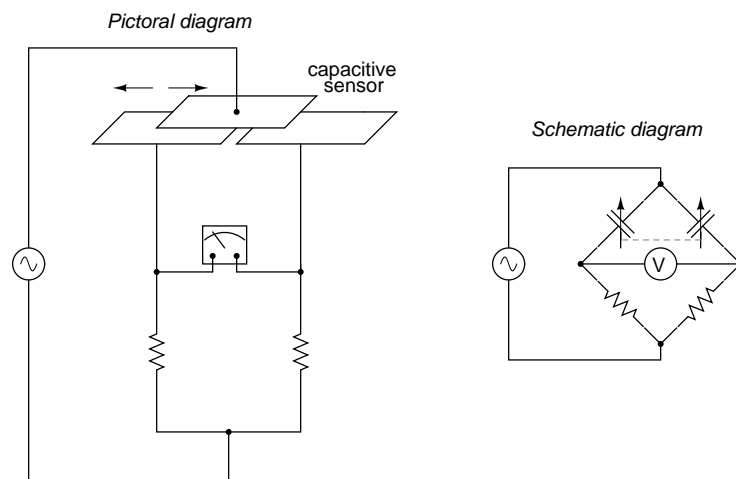 Pictoral diagram
capacitive
sensor
Schematic diagram
V